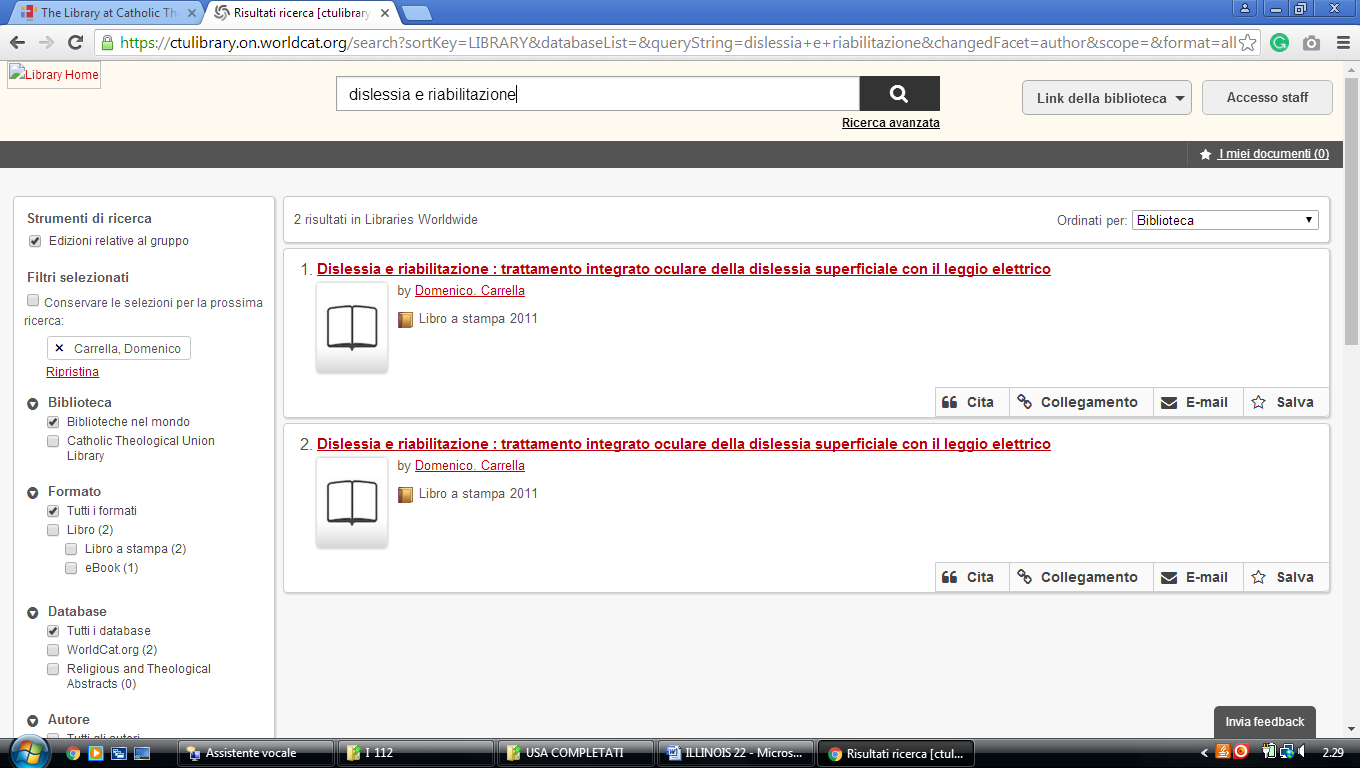 The Library at Catholic Th
Risultati ricerca [ctulibrary
https://ctulibrary.on.worldcat.org/search?sortKey=LIBRARY&databaseList=&queryString=dislessia+e+riabilitazione&changedFacet=author&scope=&format=all
Library Home
dislessia e riabilitazione
Ricerca avanzata
Link della biblioteca
Accesso staff
I miei documenti (0)
Strumenti di ricerca
Edizioni relative al gruppo
Filtri selezionati
Conservare le selezioni per la prossima
ricerca:
Carrella, Domenico
Ripristina
Biblioteca
Biblioteche nel mondo
Catholic Theological Union
Library
Formato
Tutti i formati
Libro (2)
Libro a stampa (2)
eBook (1)
Database
Tutti i database
WorldCat.org (2)
Religious and Theological
Abstracts (0)
Autore
Tutti gli autori
2 risultati in Libraries Worldwide
Ordinati per: Biblioteca
1. Dislessia e riabilitazione : trattamento integrato oculare della dislessia superficiale con il leggio elettrico
by Domenico. Carrella
Libro a stampa 2011
Cita Collegamento E-mail Salva
2. Dislessia e riabilitazione : trattamento integrato oculare della dislessia superficiale con il leggio elettrico
by Domenico. Carrella
Libro a stampa 2011
Cita Collegamento E-mail Salva
Invia feedback
Assistente vocale
I 112
USA COMPLETATI
ILLINOIS 22 - Micros...
Risultati ricerca [ctul...
2.29